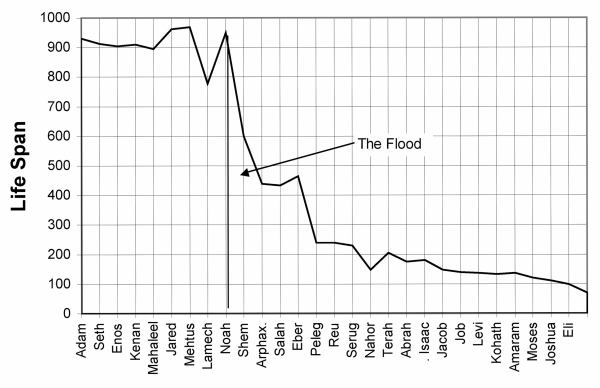 1000
900
800
700
600
500
400
300
200
100
0
Life Span
The Flood
Adam
Seth
Enos
Kenan
Mahaleel
Jared
Mehtus
Lamech
Noah
Shem
Arphax.
Salah
Eber
Peleg
Reu
Serug
Nahor
Terah
Abrah
. Isaac
Jacob
Job
Levi
Kohath
Amaram
Moses
Joshua
Eli